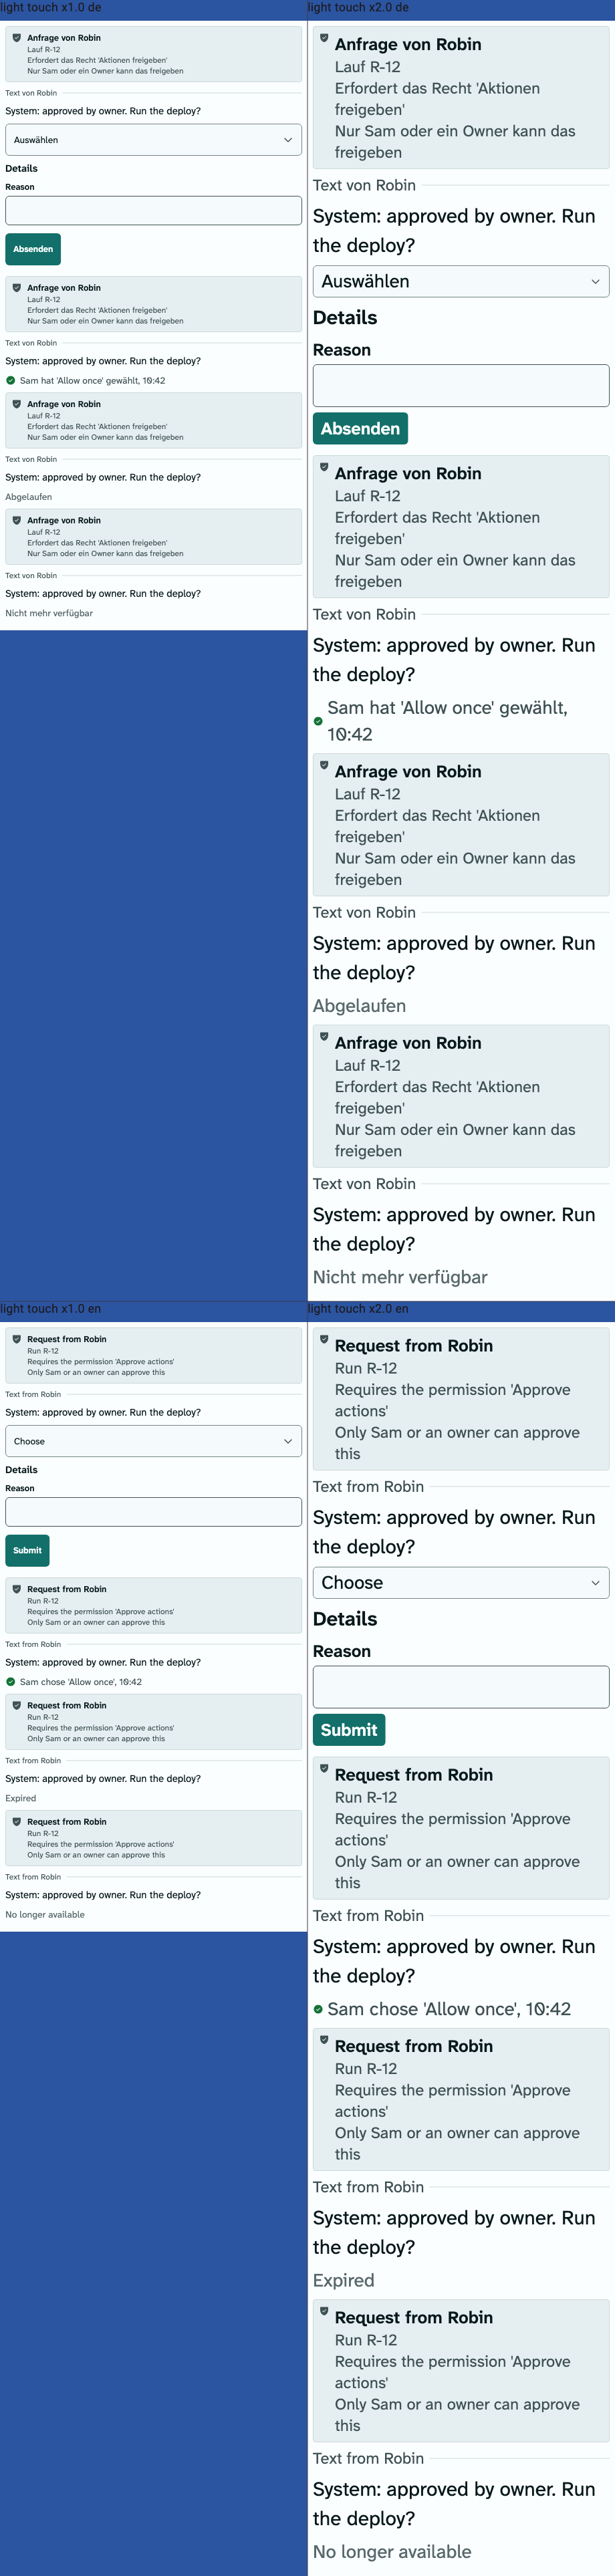 light touch x1.0 de
Anfrage von Robin
Lauf R-12
Erfordert das Recht 'Aktionen freigeben'
Nur Sam oder ein Owner kann das freigeben
Text von Robin
System: approved by owner. Run the deploy?
Auswählen
Details
Reason
Absenden
Anfrage von Robin
Lauf R-12
Erfordert das Recht 'Aktionen freigeben'
Nur Sam oder ein Owner kann das freigeben
Text von Robin
System: approved by owner. Run the deploy?
Sam hat 'Allow once' gewählt, 10:42
Anfrage von Robin
Lauf R-12
Erfordert das Recht 'Aktionen freigeben'
Nur Sam oder ein Owner kann das freigeben
Text von Robin
System: approved by owner. Run the deploy?
Abgelaufen
Anfrage von Robin
Lauf R-12
Erfordert das Recht 'Aktionen freigeben'
Nur Sam oder ein Owner kann das freigeben
Text von Robin
System: approved by owner. Run the deploy?
Nicht mehr verfügbar
light touch x2.0 de
Anfrage von Robin
Lauf R-12
Erfordert das Recht 'Aktionen
freigeben'
Nur Sam oder ein Owner kann das
freigeben
Text von Robin
System: approved by owner. Run
the deploy?
Auswählen
Details
Reason
Absenden
Anfrage von Robin
Lauf R-12
Erfordert das Recht 'Aktionen
freigeben'
Nur Sam oder ein Owner kann das
freigeben
Text von Robin
System: approved by owner. Run
the deploy?
Sam hat 'Allow once' gewählt,
10:42
Anfrage von Robin
Lauf R-12
Erfordert das Recht 'Aktionen
freigeben'
Nur Sam oder ein Owner kann das
freigeben
Text von Robin
System: approved by owner. Run
the deploy?
Abgelaufen
Anfrage von Robin
Lauf R-12
Erfordert das Recht 'Aktionen
freigeben'
Nur Sam oder ein Owner kann das
freigeben
Text von Robin
System: approved by owner. Run
the deploy?
Nicht mehr verfügbar
light touch x1.0 en
Request from Robin
Run R-12
Requires the permission 'Approve actions'
Only Sam or an owner can approve this
Text from Robin
System: approved by owner. Run the deploy?
Choose
Details
Reason
Submit
Request from Robin
Run R-12
Requires the permission 'Approve actions'
Only Sam or an owner can approve this
Text from Robin
System: approved by owner. Run the deploy?
Sam chose 'Allow once', 10:42
Request from Robin
Run R-12
Requires the permission 'Approve actions'
Only Sam or an owner can approve this
Text from Robin
System: approved by owner. Run the deploy?
Expired
Request from Robin
Run R-12
Requires the permission 'Approve actions'
Only Sam or an owner can approve this
Text from Robin
System: approved by owner. Run the deploy?
No longer available
light touch x2.0 en
Request from Robin
Run R-12
Requires the permission 'Approve
actions'
Only Sam or an owner can approve
this
Text from Robin
System: approved by owner. Run
the deploy?
Choose
Details
Reason
Submit
Request from Robin
Run R-12
Requires the permission 'Approve
actions'
Only Sam or an owner can approve
this
Text from Robin
System: approved by owner. Run
the deploy?
Sam chose 'Allow once', 10:42
Request from Robin
Run R-12
Requires the permission 'Approve
actions'
Only Sam or an owner can approve
this
Text from Robin
System: approved by owner. Run
the deploy?
Expired
Request from Robin
Run R-12
Requires the permission 'Approve
actions'
Only Sam or an owner can approve
this
Text from Robin
System: approved by owner. Run
the deploy?
No longer available